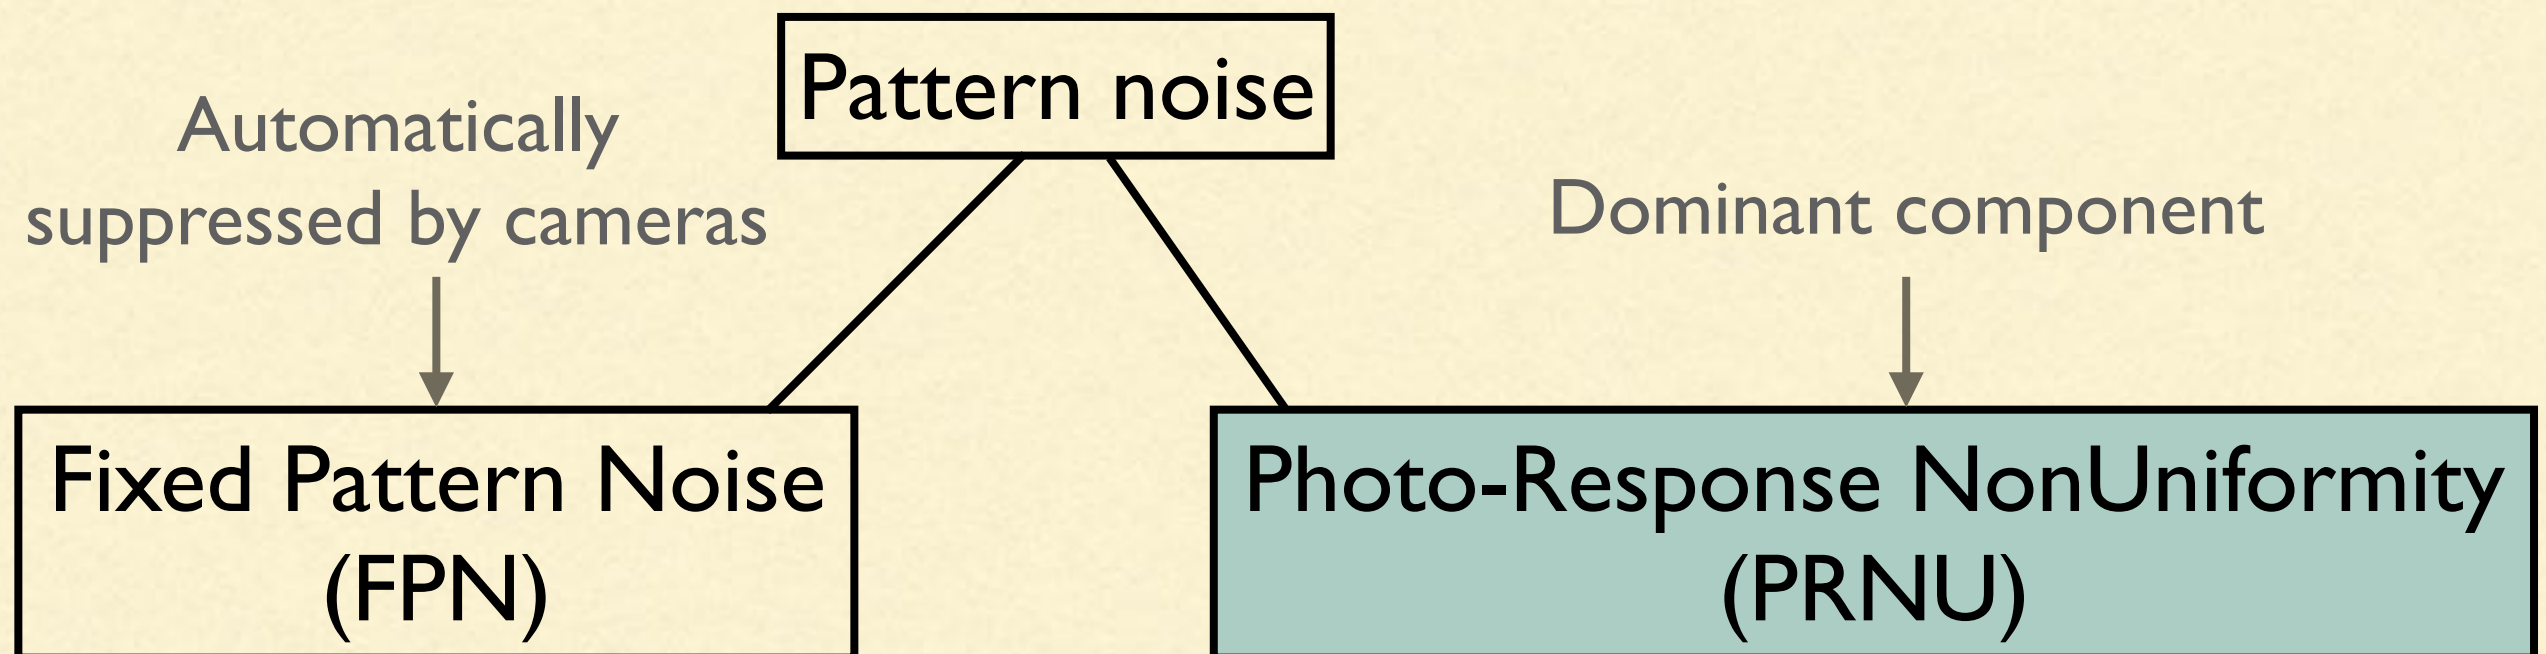 Pattern noise
Automatically
suppressed by cameras
Dominant component
Fixed Pattern Noise
(FPN)
Photo-Response NonUniformity
(PRNU)